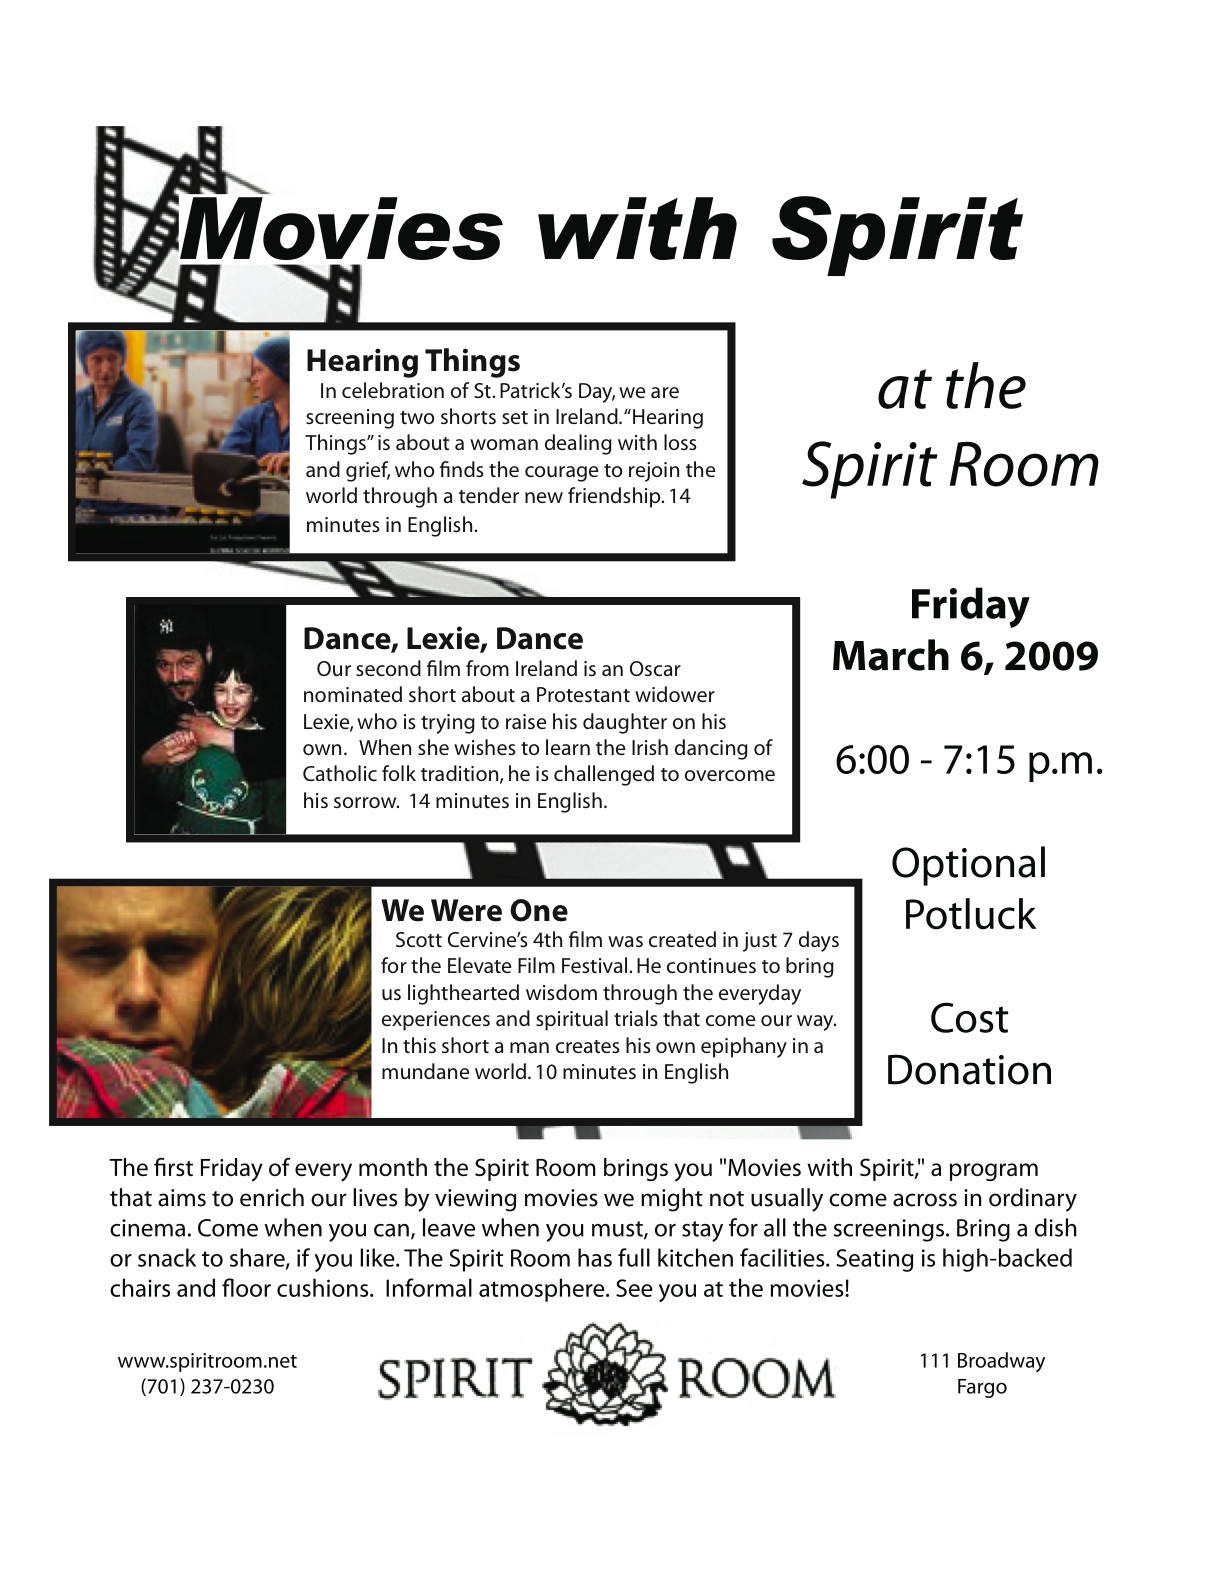 Movies with Spirit
Hearing Things
In celebration of St. Patrick's Day, we are
screening two shorts set in Ireland. "Hearing
Things" is about a woman dealing with loss
and grief, who finds the courage to rejoin the
world through a tender new friendship. 14
minutes in English.
at the
Spirit Room
Dance, Lexie, Dance
Our second film from Ireland is an Oscar
nominated short about a Protestant widower
Lexie, who is trying to raise his daughter on his
own. When she wishes to learn the Irish dancing of
Catholic folk tradition, he is challenged to overcome
his sorrow. 14 minutes in English.
Friday
March 6, 2009
6:00 - 7:15 p.m.
Optional
Potluck
Cost
Donation
We Were One
Scott Cervine's 4th film was created in just 7 days
for the Elevate Film Festival. He continues to bring
us lighthearted wisdom through the everyday
experiences and spiritual trials that come our way.
In this short a man creates his own epiphany in a
mundane world. 10 minutes in English
The first Friday of every month the Spirit Room brings you "Movies with Spirit," a program
that aims to enrich our lives by viewing movies we might not usually come across in ordinary
cinema. Come when you can, leave when you must, or stay for all the screenings. Bring a dish
or snack to share, if you like. The Spirit Room has full kitchen facilities. Seating is high-backed
chairs and floor cushions. Informal atmosphere. See you at the movies!
www.spiritroom.net
(701) 237-0230
SPIRIT ROOM
111 Broadway
Fargo